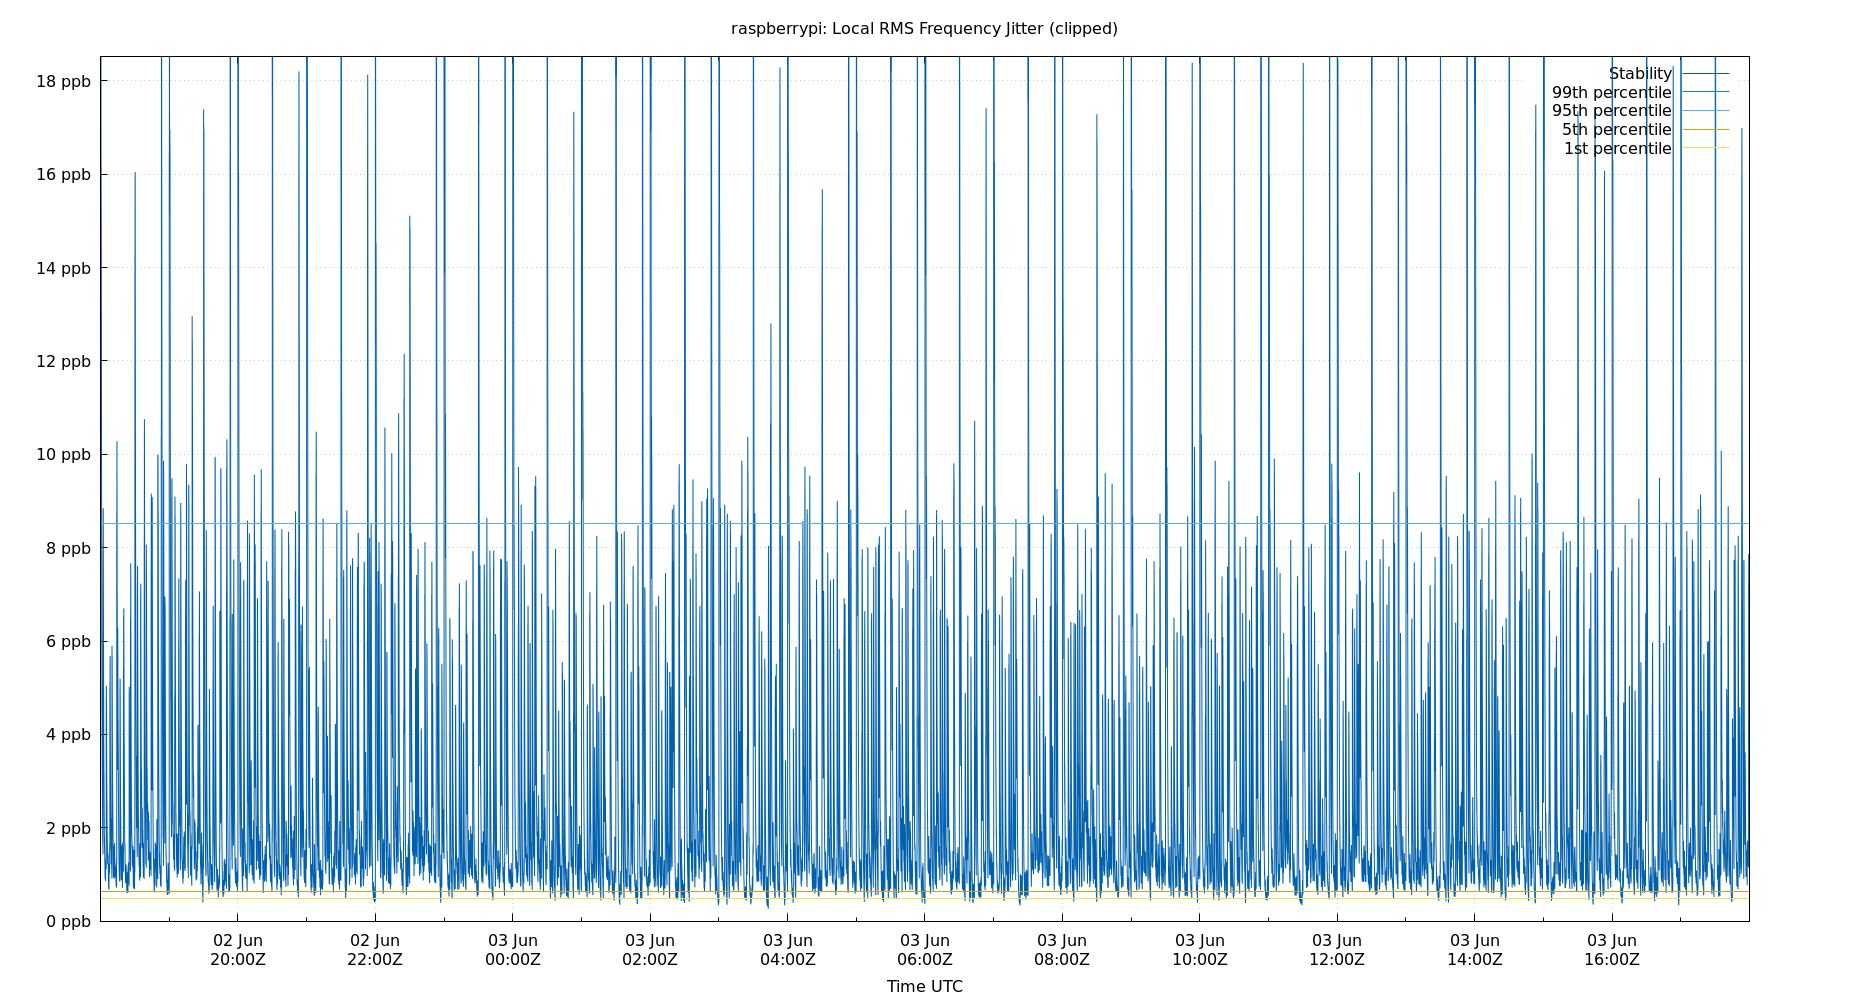 raspberrypi: Local RMS Frequency Jitter (clipped)
18 ppb
16 ppb
14 ppb
12 ppb
10 ppb
8 ppb
6 ppb
4 ppb
2 ppb
0 ppb
Stability
99th percentile
95th percentile
5th percentile
1st percentile
02 Jun 02 Jun 03 Jun 03 Jun 03 Jun 03 Jun 03 Jun 03 Jun 03 Jun 03 Jun 03 Jun
20:00Z 22:00Z 00:00Z 02:00Z 04:00Z 06:00Z 08:00Z 10:00Z 12:00Z 14:00Z 16:00Z
Time UTC